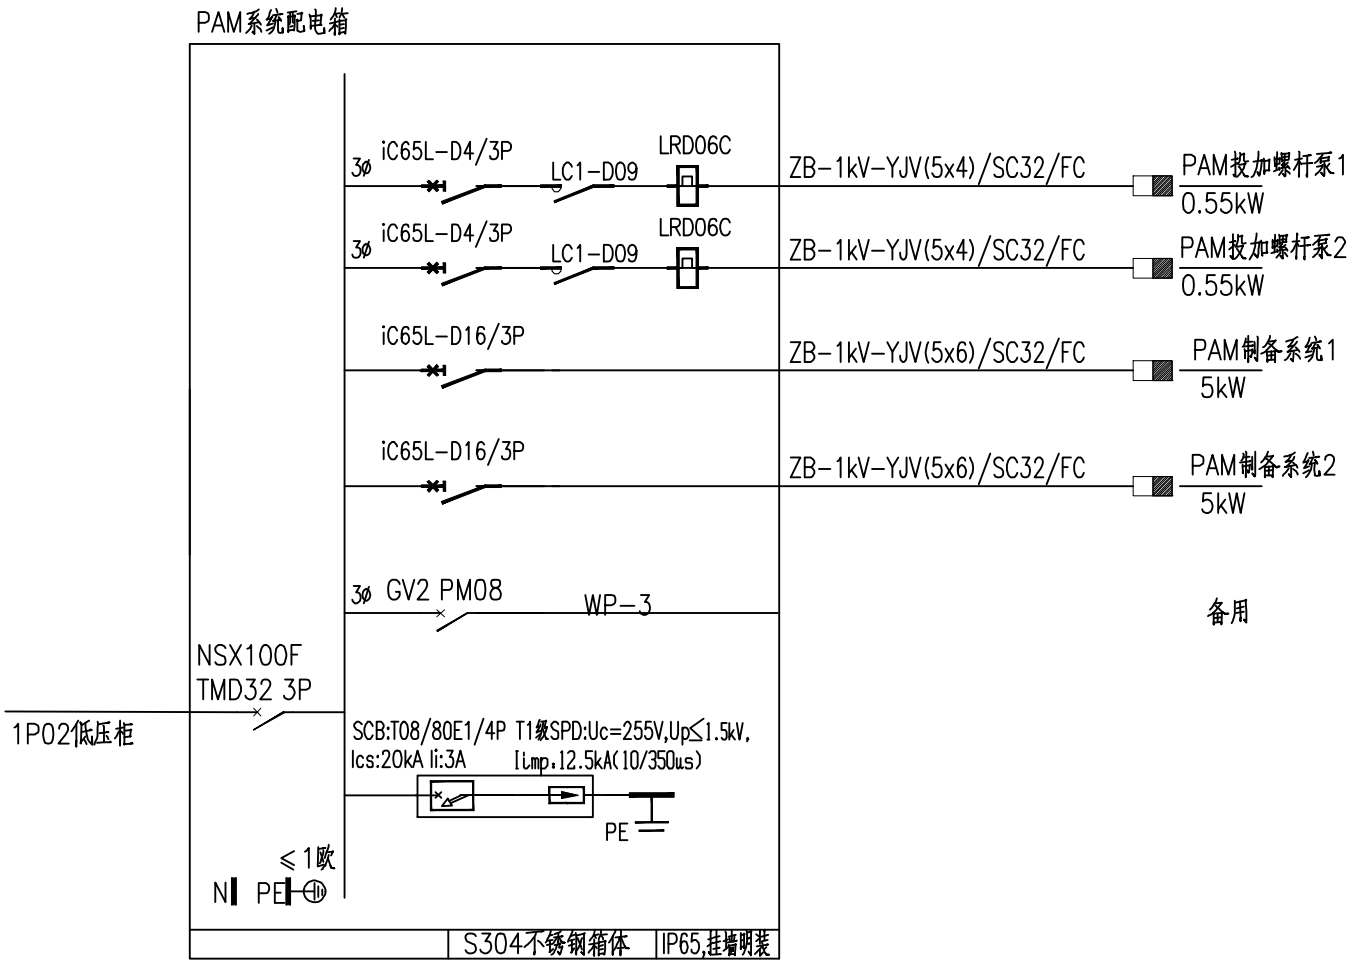 PAM系统配电箱
3ø iC65L-D4/3P LC1-D09 LRD06C ZB-1kV-YJV(5x4)/SC32/FC PAM投加螺杆泵1
0.55kW
3ø iC65L-D4/3P LC1-D09 LRD06C ZB-1kV-YJV(5x4)/SC32/FC PAM投加螺杆泵2
0.55kW
iC65L-D16/3P ZB-1kV-YJV(5x6)/SC32/FC PAM制备系统1
5kW
iC65L-D16/3P ZB-1kV-YJV(5x6)/SC32/FC PAM制备系统2
5kW
3ø GV2 PM08 WP-3 备用
NSX100F
TMD32 3P
1P02低压柜
SCB:T08/80E1/4P T1级SPD:Uc=255V,Up≤1.5kV,
Ics:20kA Ii:3A Iimp:12.5kA(10/350us)
PE
≤1欧
N PE
S304不锈钢箱体 IP65,挂墙明装